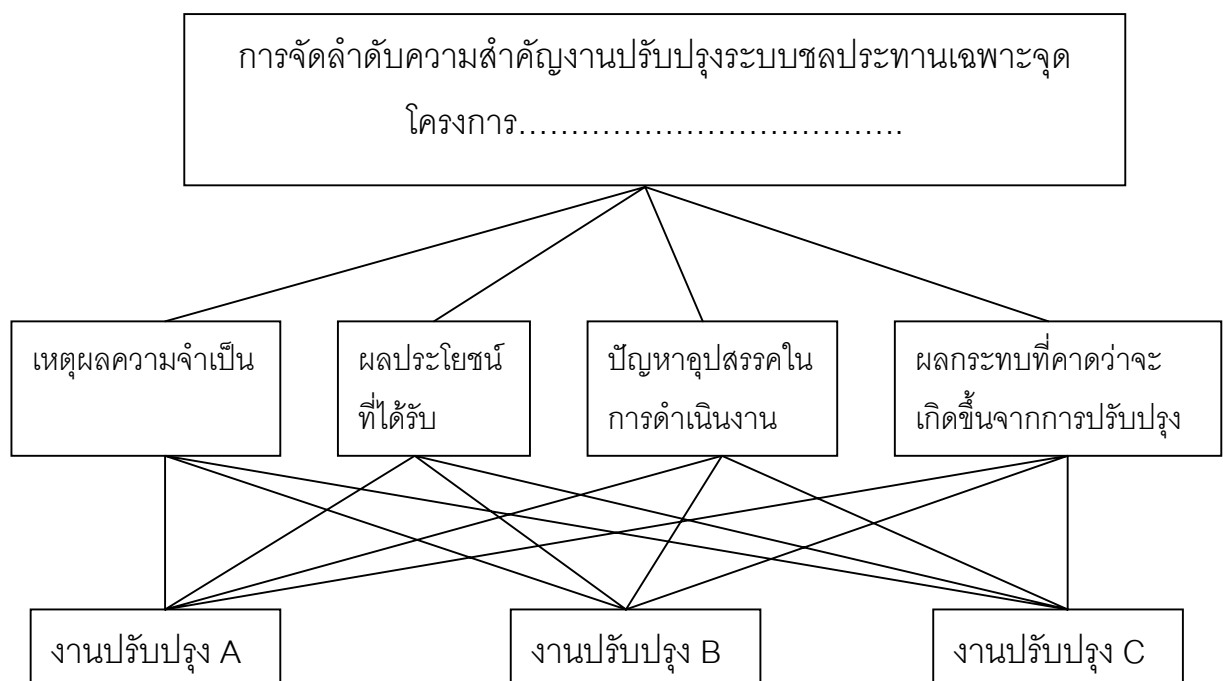 การจัดลำดับความสำคัญงานปรับปรุงระบบชลประทานเฉพาะจุด
โครงการ.....................................
เหตุผลความจำเป็น
ผลประโยชน์
ที่ได้รับ
ปัญหาอุปสรรคใน
การดำเนินงาน
ผลกระทบที่คาดว่าจะ
เกิดขึ้นจากการปรับปรุง
งานปรับปรุง A
งานปรับปรุง B
งานปรับปรุง C